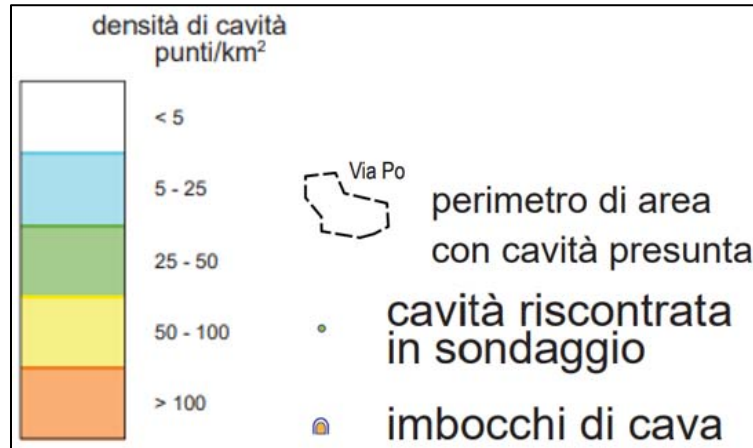 densità di cavità
punti/km²
< 5
5 - 25
25 - 50
50 - 100
> 100
Via Po
perimetro di area
con cavità presunta
cavità riscontrata
in sondaggio
imbocchi di cava